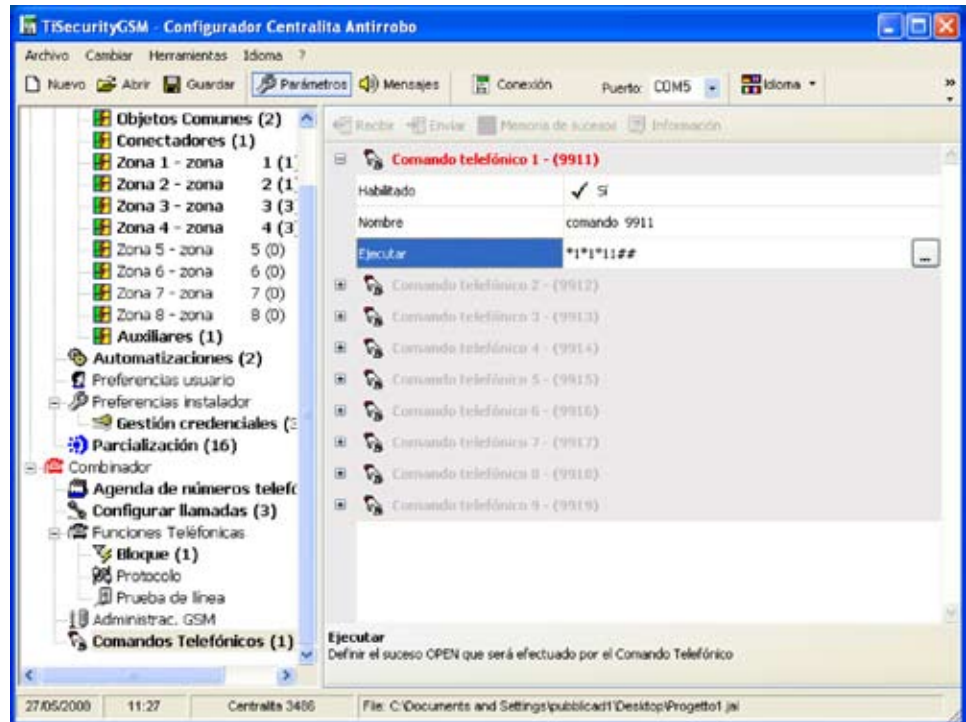 TiSecurityGSM - Configurador Centralita Antirrobo
Archivo Cambiar Herramientas Idioma ?
Nuevo Abrir Guardar Parámetros Mensajes Conexión Puerto: COM5 Idioma »
Objetos Comunes (2)
Conectadores (1)
Zona 1 - zona 1 (1)
Zona 2 - zona 2 (1
Zona 3 - zona 3 (3
Zona 4 - zona 4 (3
Zona 5 - zona 5 (0)
Zona 6 - zona 6 (0)
Zona 7 - zona 7 (0)
Zona 8 - zona 8 (0)
Auxiliares (1)
Automatizaciones (2)
Preferencias usuario
Preferencias instalador
Gestión credenciales (3
Parcialización (16)
Combinador
Agenda de números telefc
Configurar llamadas (3)
Funciones Teléfonicas
Bloque (1)
Protocolo
Prueba de línea
Administrac. GSM
Comandos Telefónicos (1)
Recibir Enviar Memoria de sucesos Información
Comando telefónico 1 - (9911)
Habilitado Sí
Nombre comando 9911
Ejecutar *1*1*11## ...
Comando telefónico 2 - (9912)
Comando telefónico 3 - (9913)
Comando telefónico 4 - (9914)
Comando telefónico 5 - (9915)
Comando telefónico 6 - (9916)
Comando telefónico 7 - (9917)
Comando telefónico 8 - (9918)
Comando telefónico 9 - (9919)
Ejecutar
Definir el suceso OPEN que será efectuado por el Comando Telefónico
27/05/2008 11:27 Centralita 3486 File: C:\Documents and Settings\pubblicad1\Desktop\Progetto1.jai